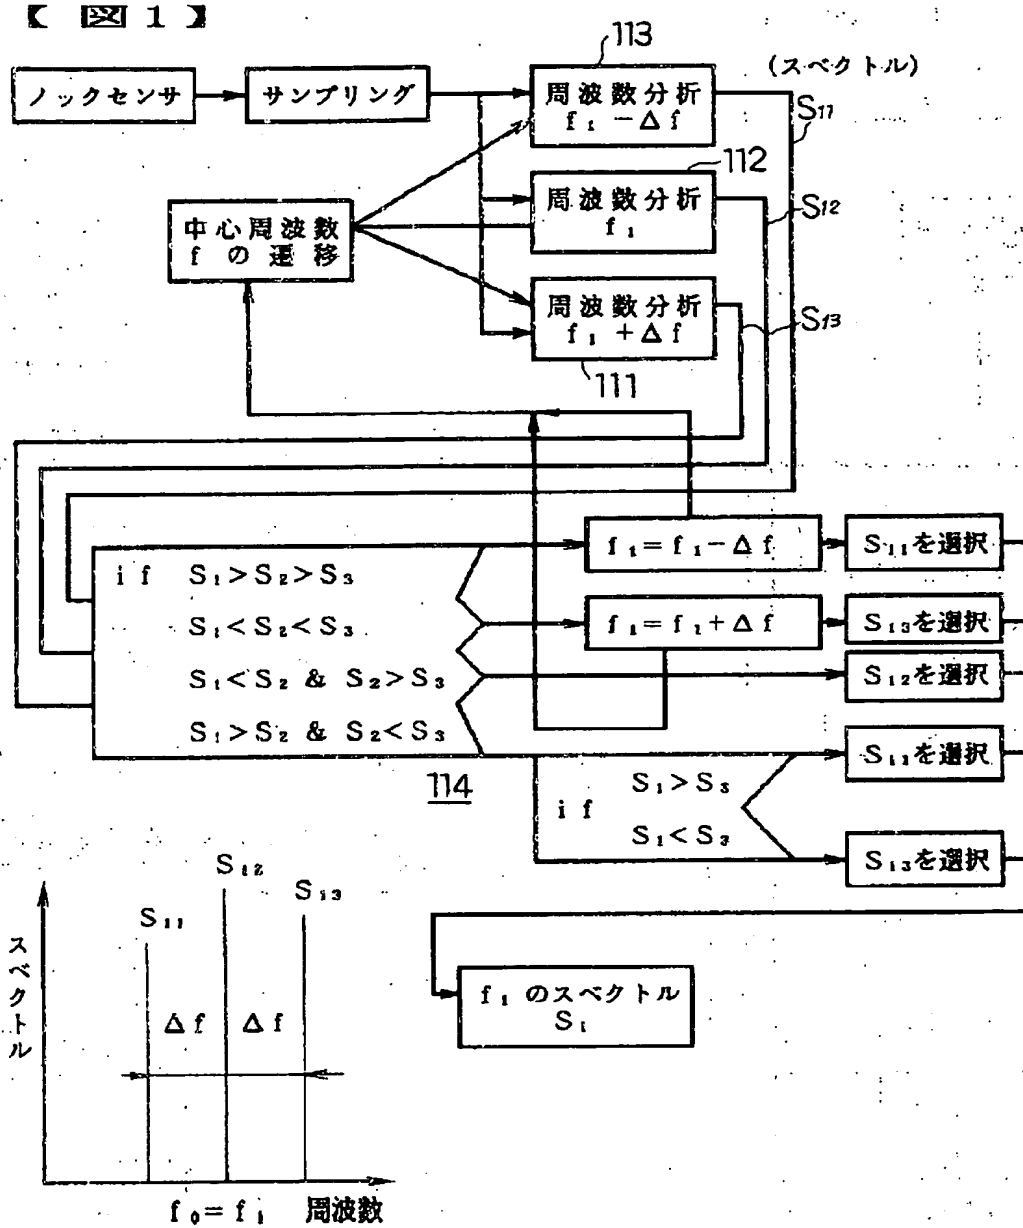 【図1】
113
(スペクトル)
ノックセンサ
サンプリング
周波数分析
f₁－Δf
S11
112
周波数分析
f₁
S12
中心周波数
fの遷移
周波数分析
f₁＋Δf
S13
111
f₁＝f₁－Δf
S₁₁を選択
if S₁>S₂>S₃
S₁<S₂<S₃
f₁＝f₁＋Δf
S₁₃を選択
S₁<S₂ & S₂>S₃
S₁₂を選択
S₁>S₂ & S₂<S₃
S₁₁を選択
114
if
S₁>S₃
S₁<S₃
S₁₃を選択
S₁₂
S₁₃
S₁₁
スペクトル
Δf
Δf
f₁のスペクトル
S₁
f₀＝f₁
周波数